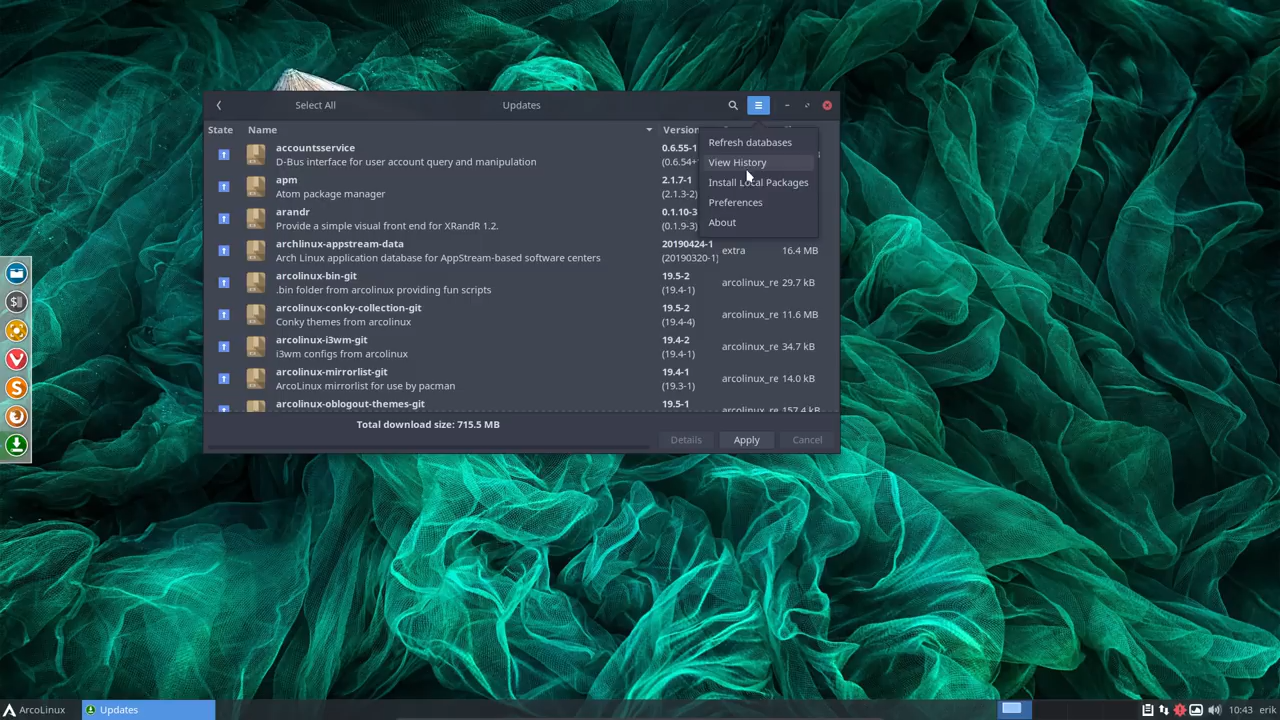 Select All
Updates
State
Name
Version
Refresh databases
View History
Install Local Packages
Preferences
About
accountsservice
D-Bus interface for user account query and manipulation
0.6.55-1
apm
Atom package manager
2.1.7-1
(2.1.3-2)
arandr
Provide a simple visual front end for XRandR 1.2.
0.1.10-3
(0.1.9-3)
archlinux-appstream-data
Arch Linux application database for AppStream-based software centers
20190424-1
(20190320-1)
extra
16.4 MB
arcolinux-bin-git
.bin folder from arcolinux providing fun scripts
19.5-2
(19.4-1)
arcolinux_re
29.7 kB
arcolinux-conky-collection-git
Conky themes from arcolinux
19.5-2
(19.4-4)
arcolinux_re
11.6 MB
arcolinux-i3wm-git
i3wm configs from arcolinux
19.4-2
(19.4-1)
arcolinux_re
34.7 kB
arcolinux-mirrorlist-git
ArcoLinux mirrorlist for use by pacman
19.4-1
(19.3-1)
arcolinux_re
14.0 kB
arcolinux-oblogout-themes-git
19.5-1
arcolinux_re
157.4 kB
Total download size: 715.5 MB
Details
Apply
Cancel
ArcoLinux
Updates
10:43
erik